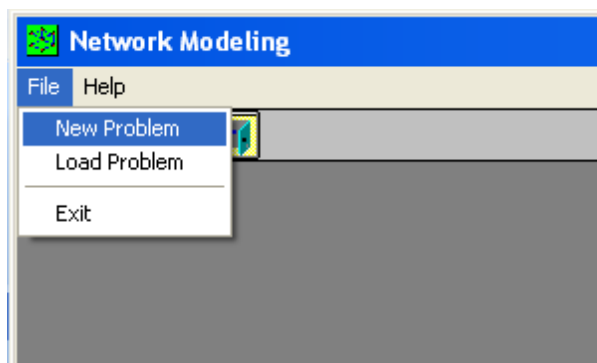 Network Modeling
File Help
New Problem
Load Problem
Exit